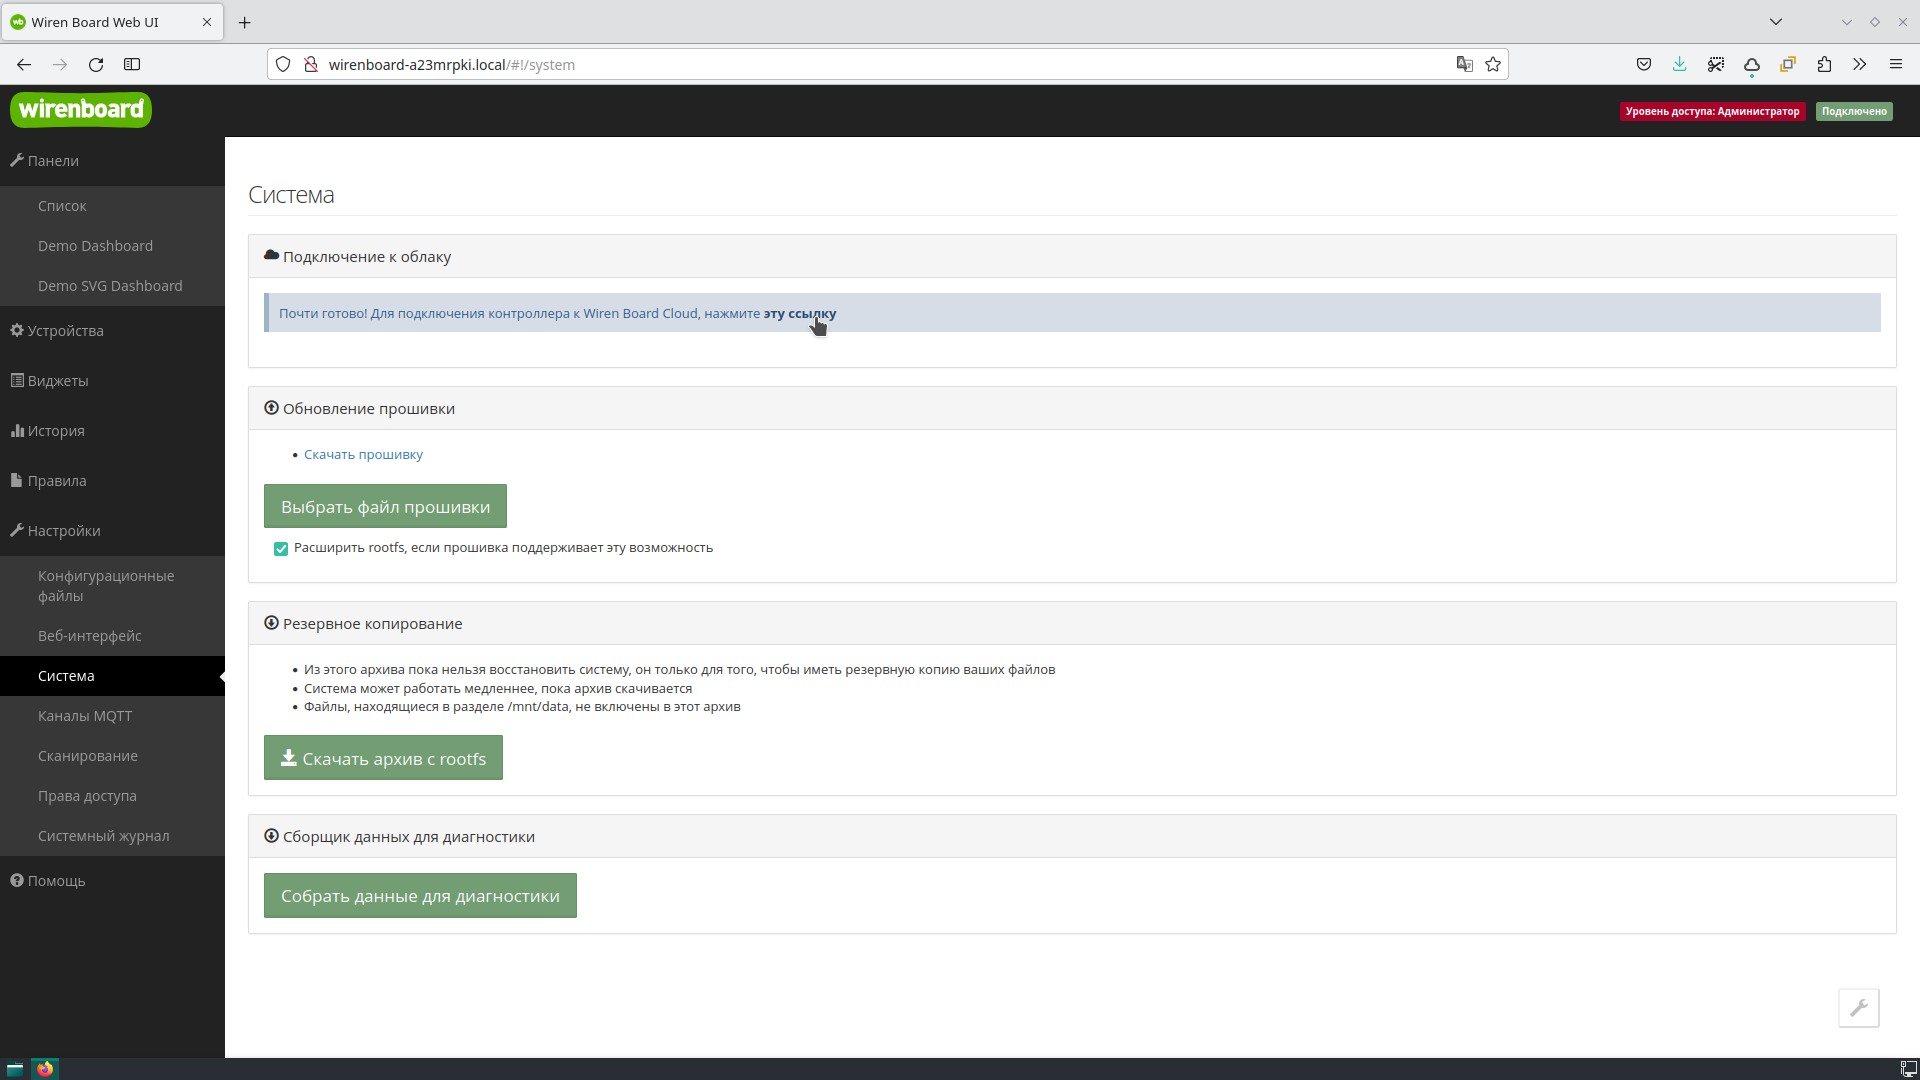 Wiren Board Web UI
wirenboard-a23mrpki.local/#!/system
wirenboard
Уровень доступа: Администратор
Подключено
Панели
Список
Demo Dashboard
Demo SVG Dashboard
Устройства
Виджеты
История
Правила
Настройки
Конфигурационные
файлы
Веб-интерфейс
Система
Каналы MQTT
Сканирование
Права доступа
Системный журнал
Помощь
Система
Подключение к облаку
Почти готово! Для подключения контроллера к Wiren Board Cloud, нажмите эту ссылку
Обновление прошивки
• Скачать прошивку
Выбрать файл прошивки
Расширить rootfs, если прошивка поддерживает эту возможность
Резервное копирование
• Из этого архива пока нельзя восстановить систему, он только для того, чтобы иметь резервную копию ваших файлов
• Система может работать медленнее, пока архив скачивается
• Файлы, находящиеся в разделе /mnt/data, не включены в этот архив
Скачать архив с rootfs
Сборщик данных для диагностики
Собрать данные для диагностики